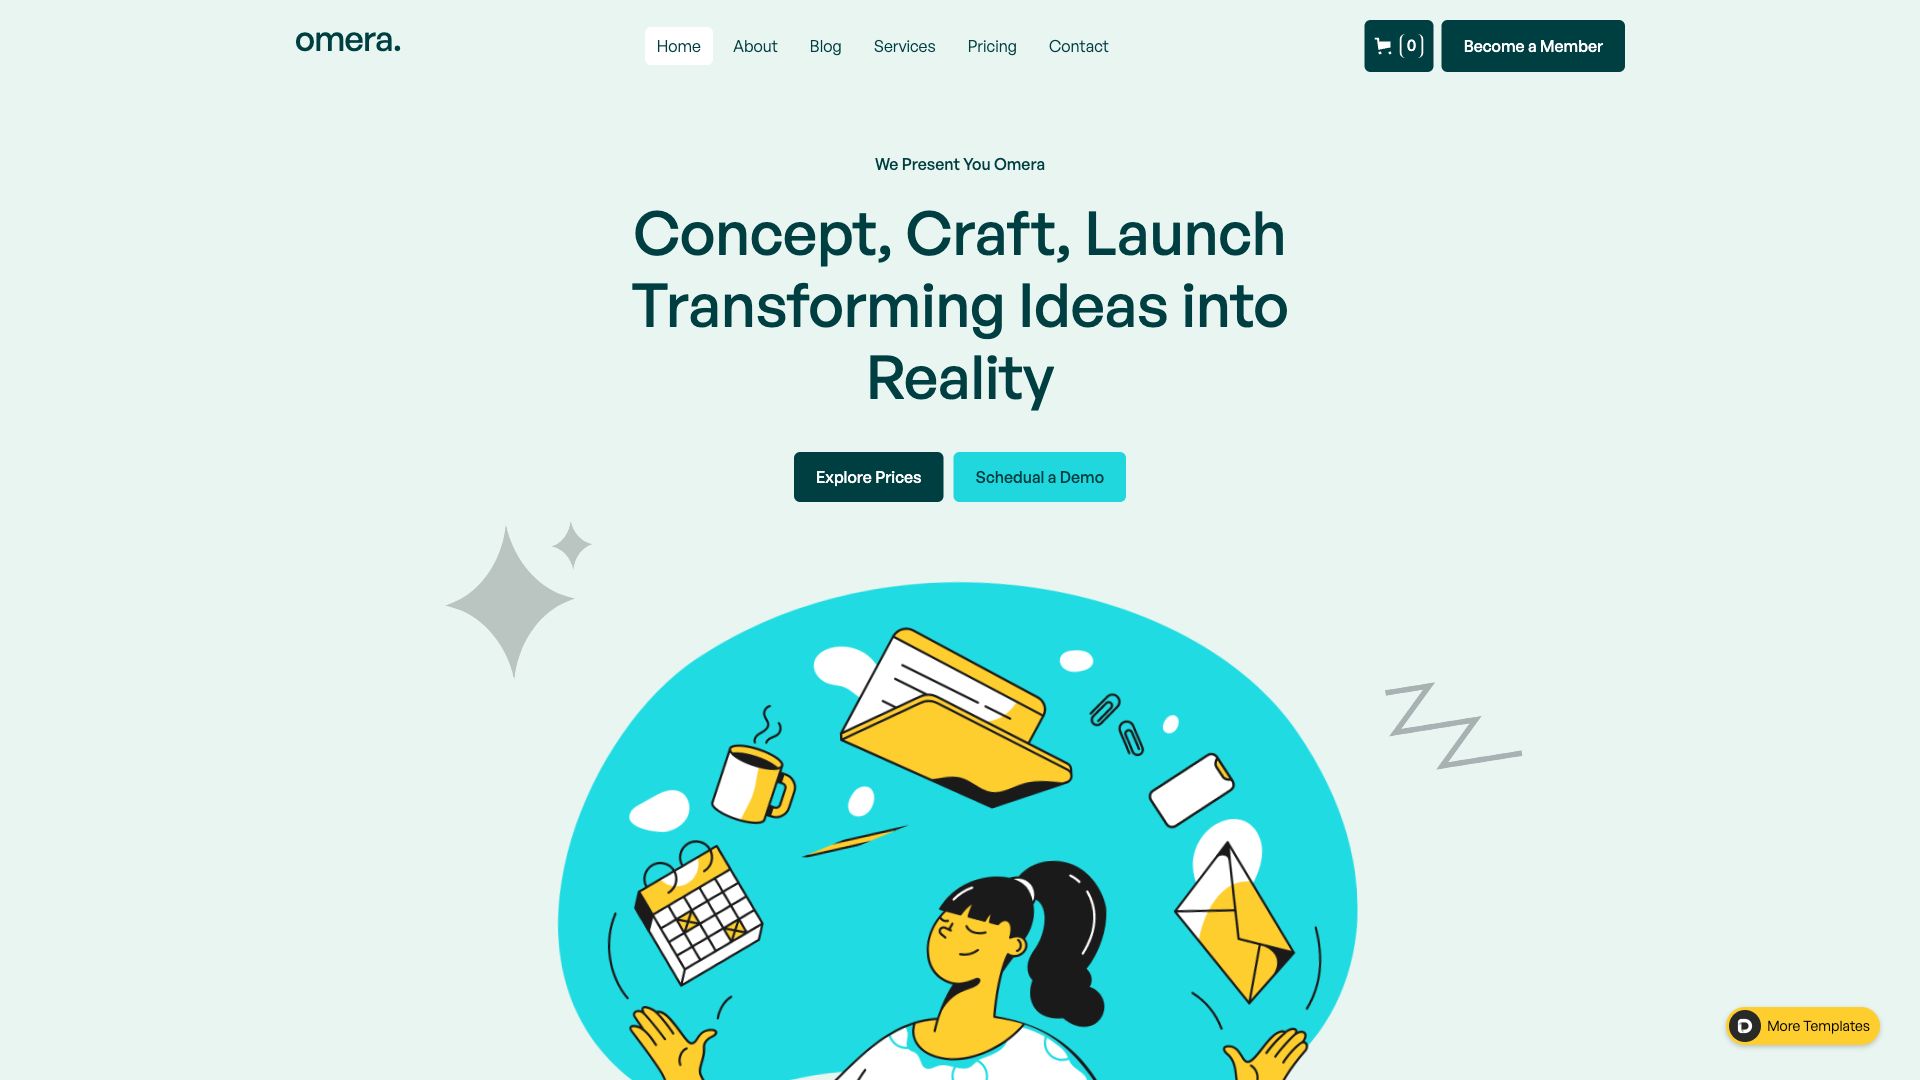 omera.
Home About Blog Services Pricing Contact
(0)
Become a Member
We Present You Omera
Concept, Craft, Launch
Transforming Ideas into
Reality
Explore Prices
Schedual a Demo
D More Templates